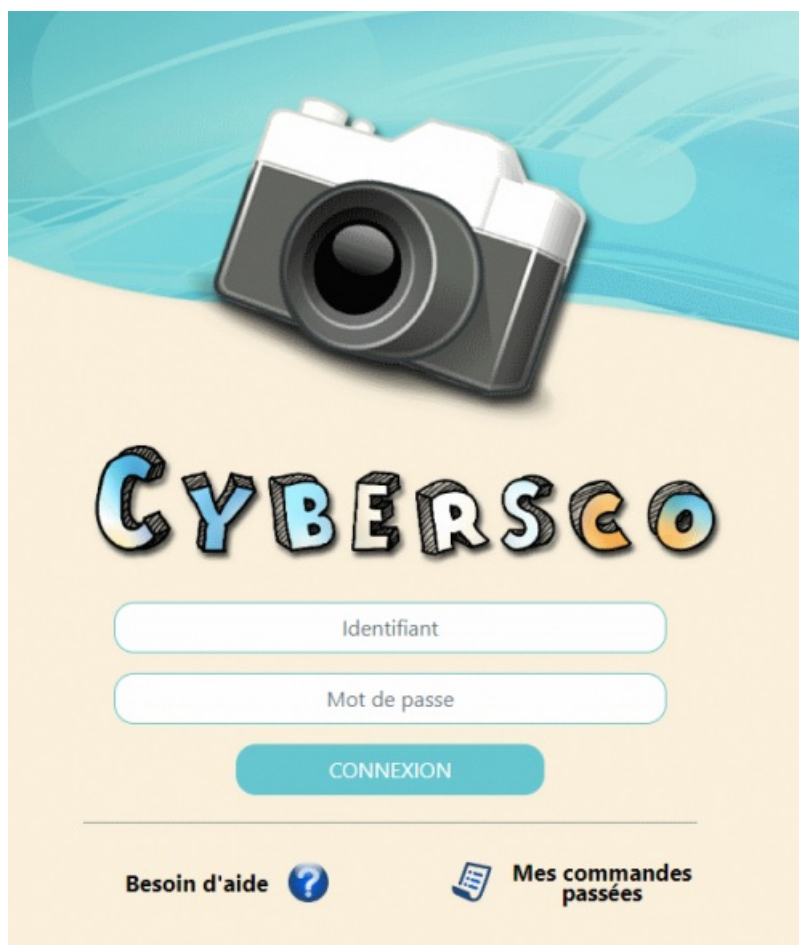 CYBERSCO
Identifiant
Mot de passe
CONNEXION
Besoin d'aide
?
Mes commandes
passées